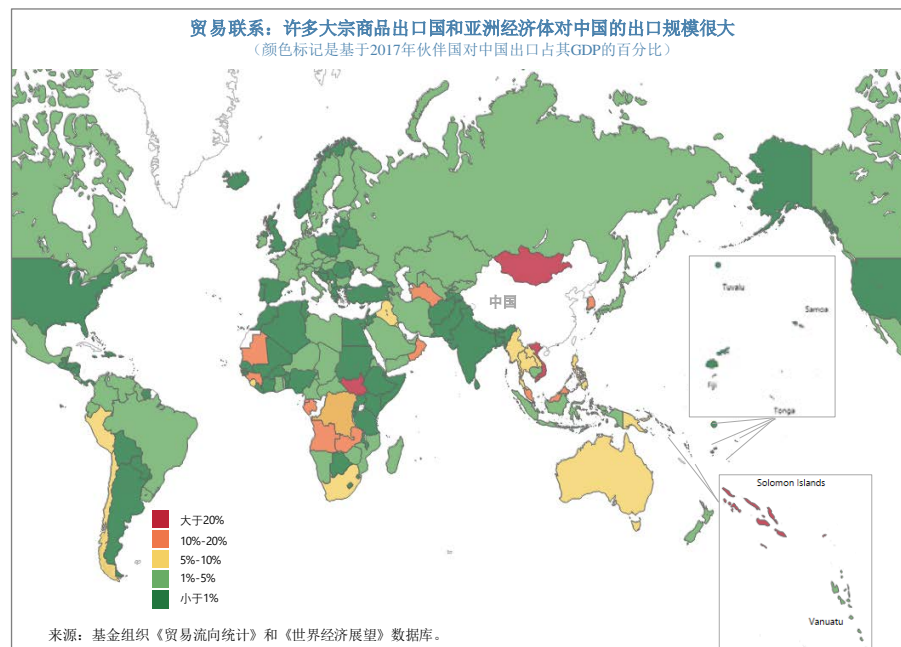 贸易联系：许多大宗商品出口国和亚洲经济体对中国的出口规模很大
（颜色标记是基于2017年伙伴国对中国出口占其GDP的百分比）
中国
Tuvalu
Samoa
Fiji
Tonga
Solomon Islands
Vanuatu
大于20%
10%-20%
5%-10%
1%-5%
小于1%
来源：基金组织《贸易流向统计》和《世界经济展望》数据库。